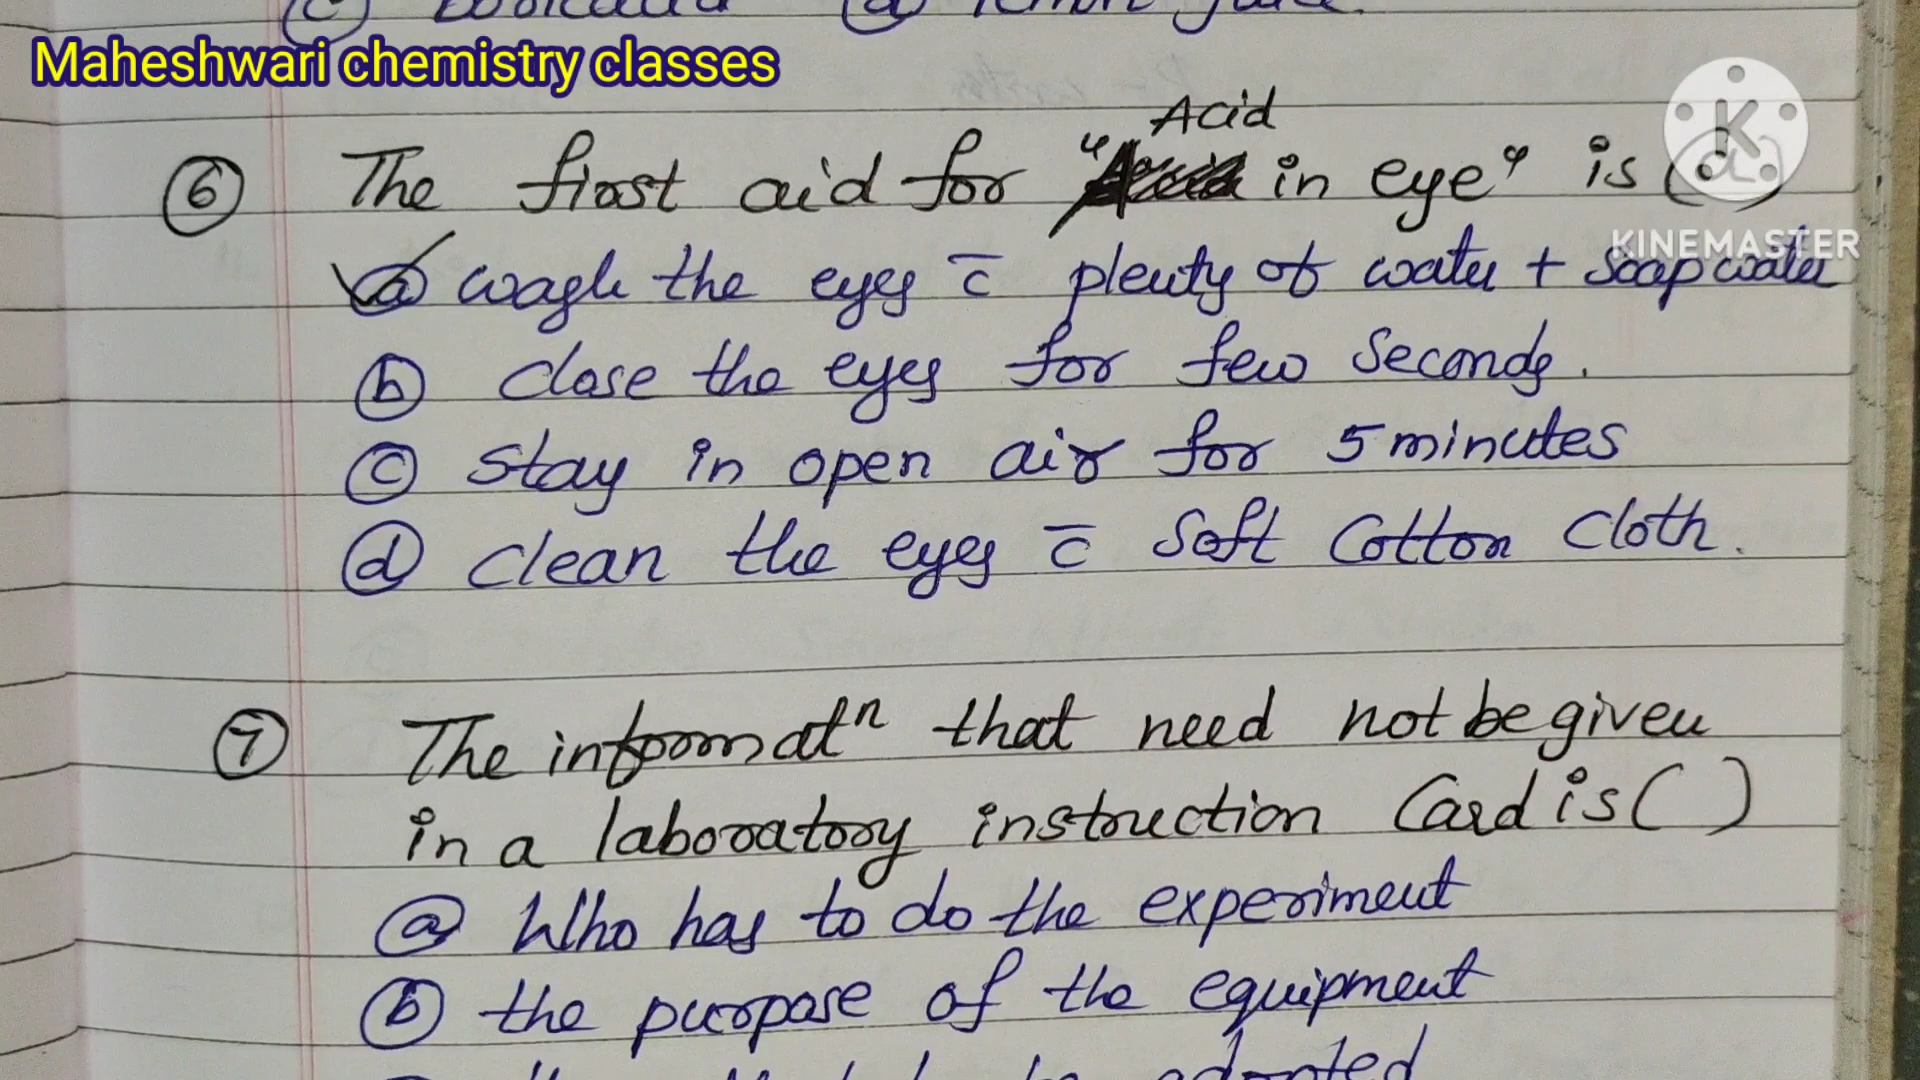 Maheshwari chemistry classes
Acid
⑥ The first aid for " in eye" is (a)
ⓐ wash the eyes c̄ plenty of water + soap water
KINEMASTER
ⓑ close the eyes for few seconds.
ⓒ stay in open air for 5 minutes
ⓓ clean the eyes c̄ soft cotton cloth.
⑦ The informatⁿ that need not be given
in a laboratory instruction Card is ( )
ⓐ Who has to do the experiment
ⓑ the purpose of the equipment
adopted